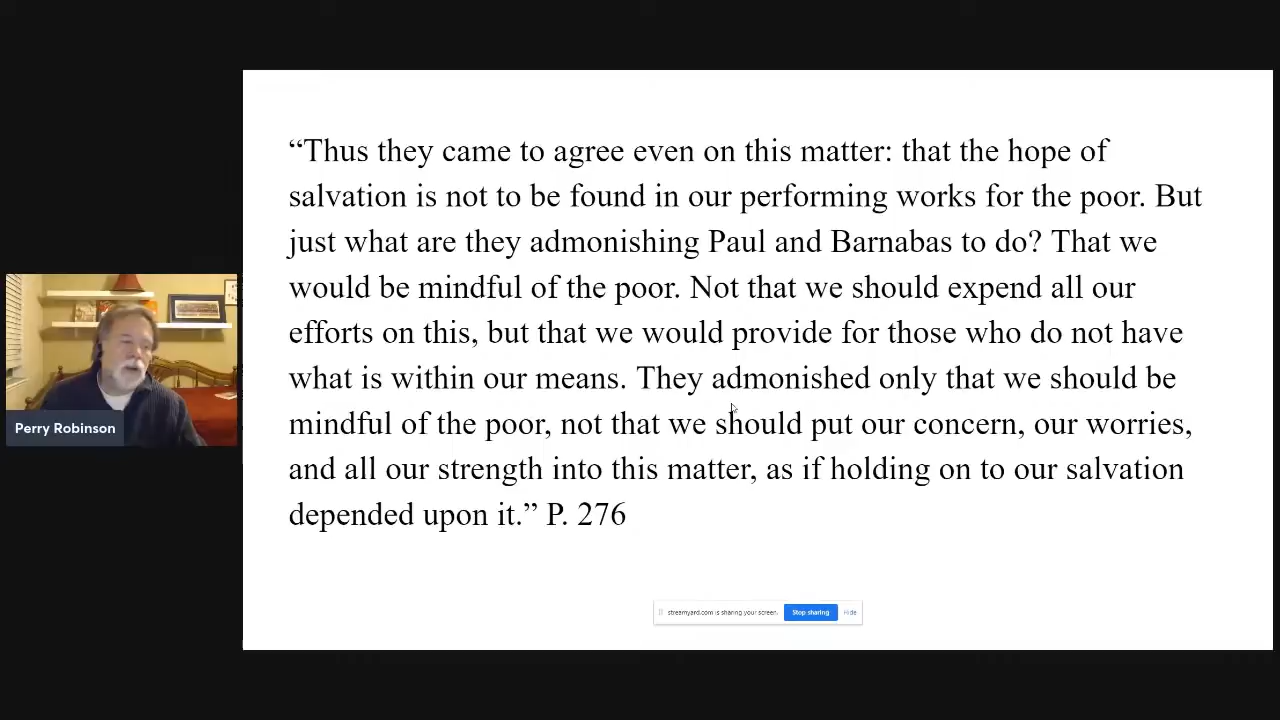 “Thus they came to agree even on this matter: that the hope of
salvation is not to be found in our performing works for the poor. But
just what are they admonishing Paul and Barnabas to do? That we
would be mindful of the poor. Not that we should expend all our
efforts on this, but that we would provide for those who do not have
what is within our means. They admonished only that we should be
mindful of the poor, not that we should put our concern, our worries,
and all our strength into this matter, as if holding on to our salvation
depended upon it.” P. 276
Perry Robinson
streamyard.com is sharing your screen.
Stop sharing
Hide